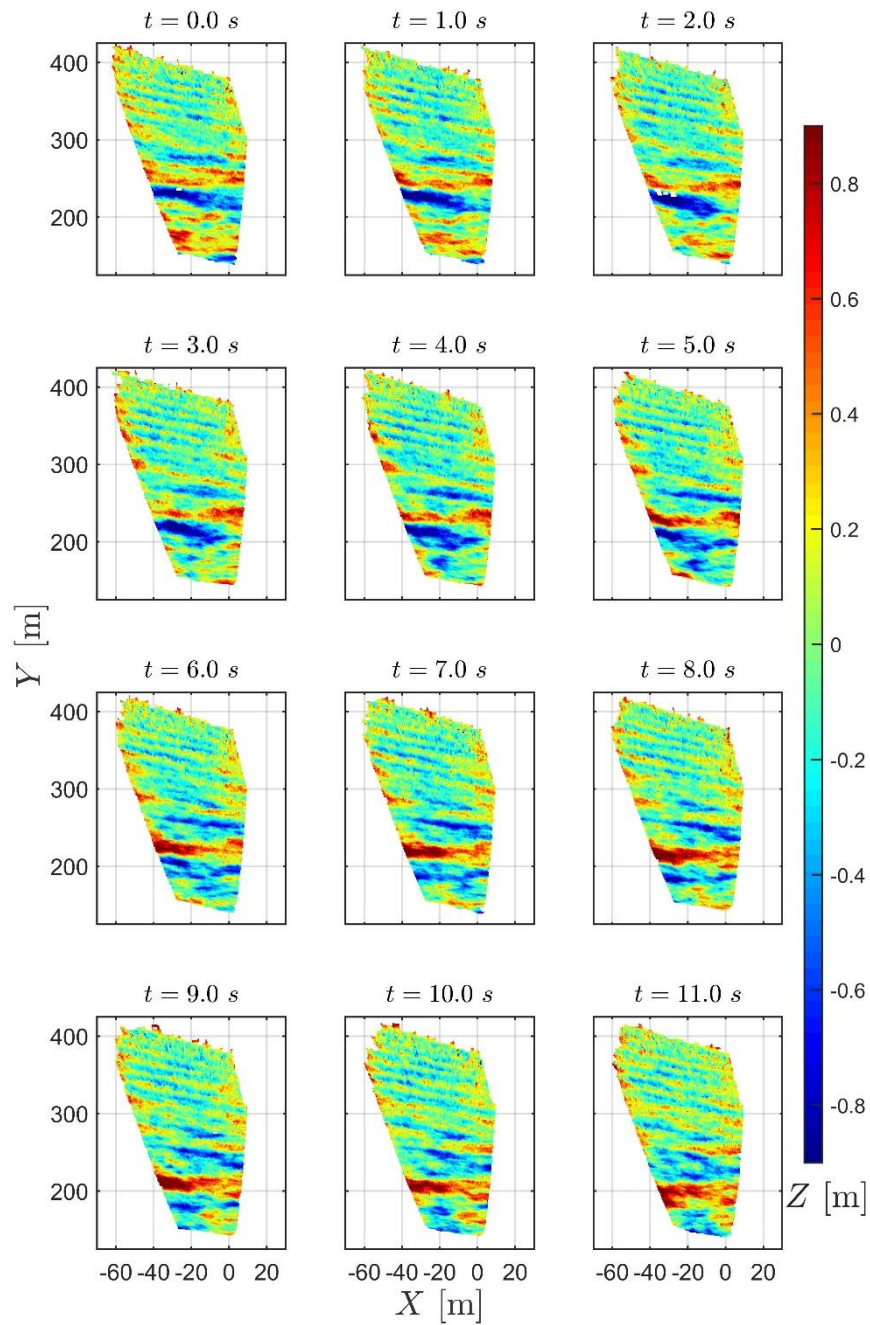 t = 0.0 s t = 1.0 s t = 2.0 s
400
300
200
t = 3.0 s t = 4.0 s t = 5.0 s
400
300
200
t = 6.0 s t = 7.0 s t = 8.0 s
400
300
200
t = 9.0 s t = 10.0 s t = 11.0 s
400
300
200
-60 -40 -20 0 20 -60 -40 -20 0 20 -60 -40 -20 0 20
X [m]
Y [m]
0.8
0.6
0.4
0.2
0
-0.2
-0.4
-0.6
-0.8
Z [m]